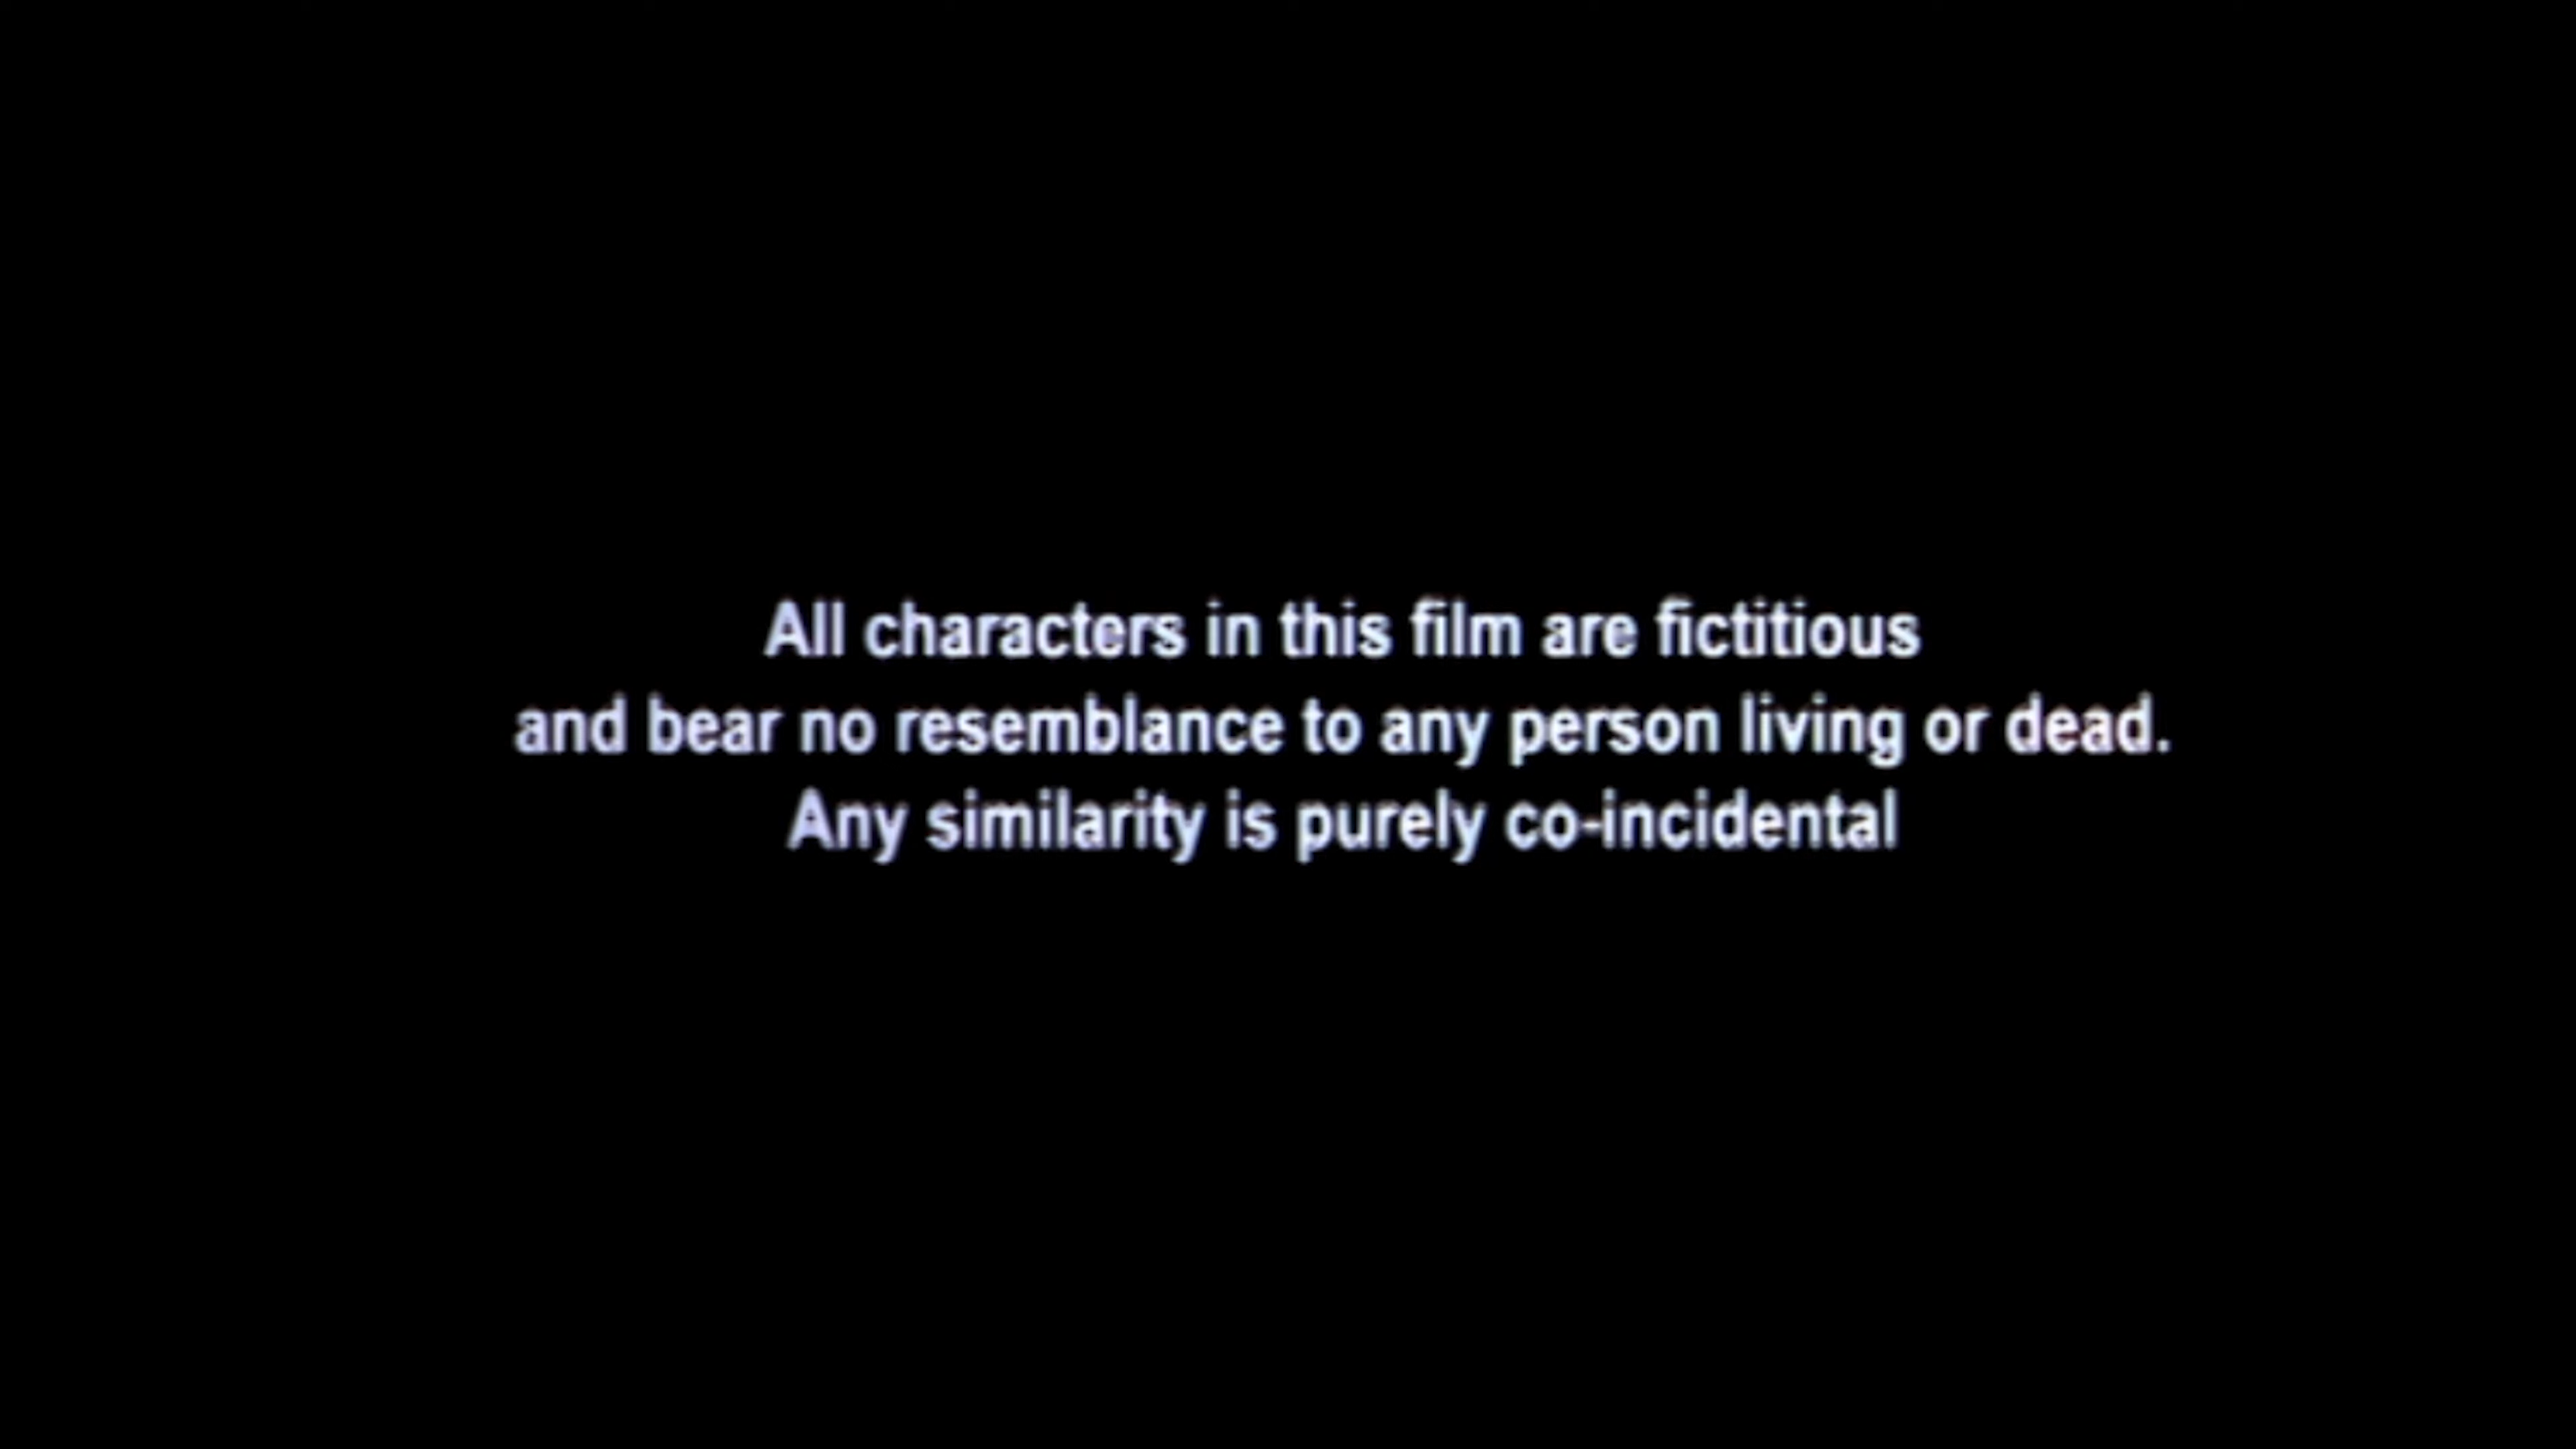 All characters in this film are fictitious
and bear no resemblance to any person living or dead.
Any similarity is purely co-incidental